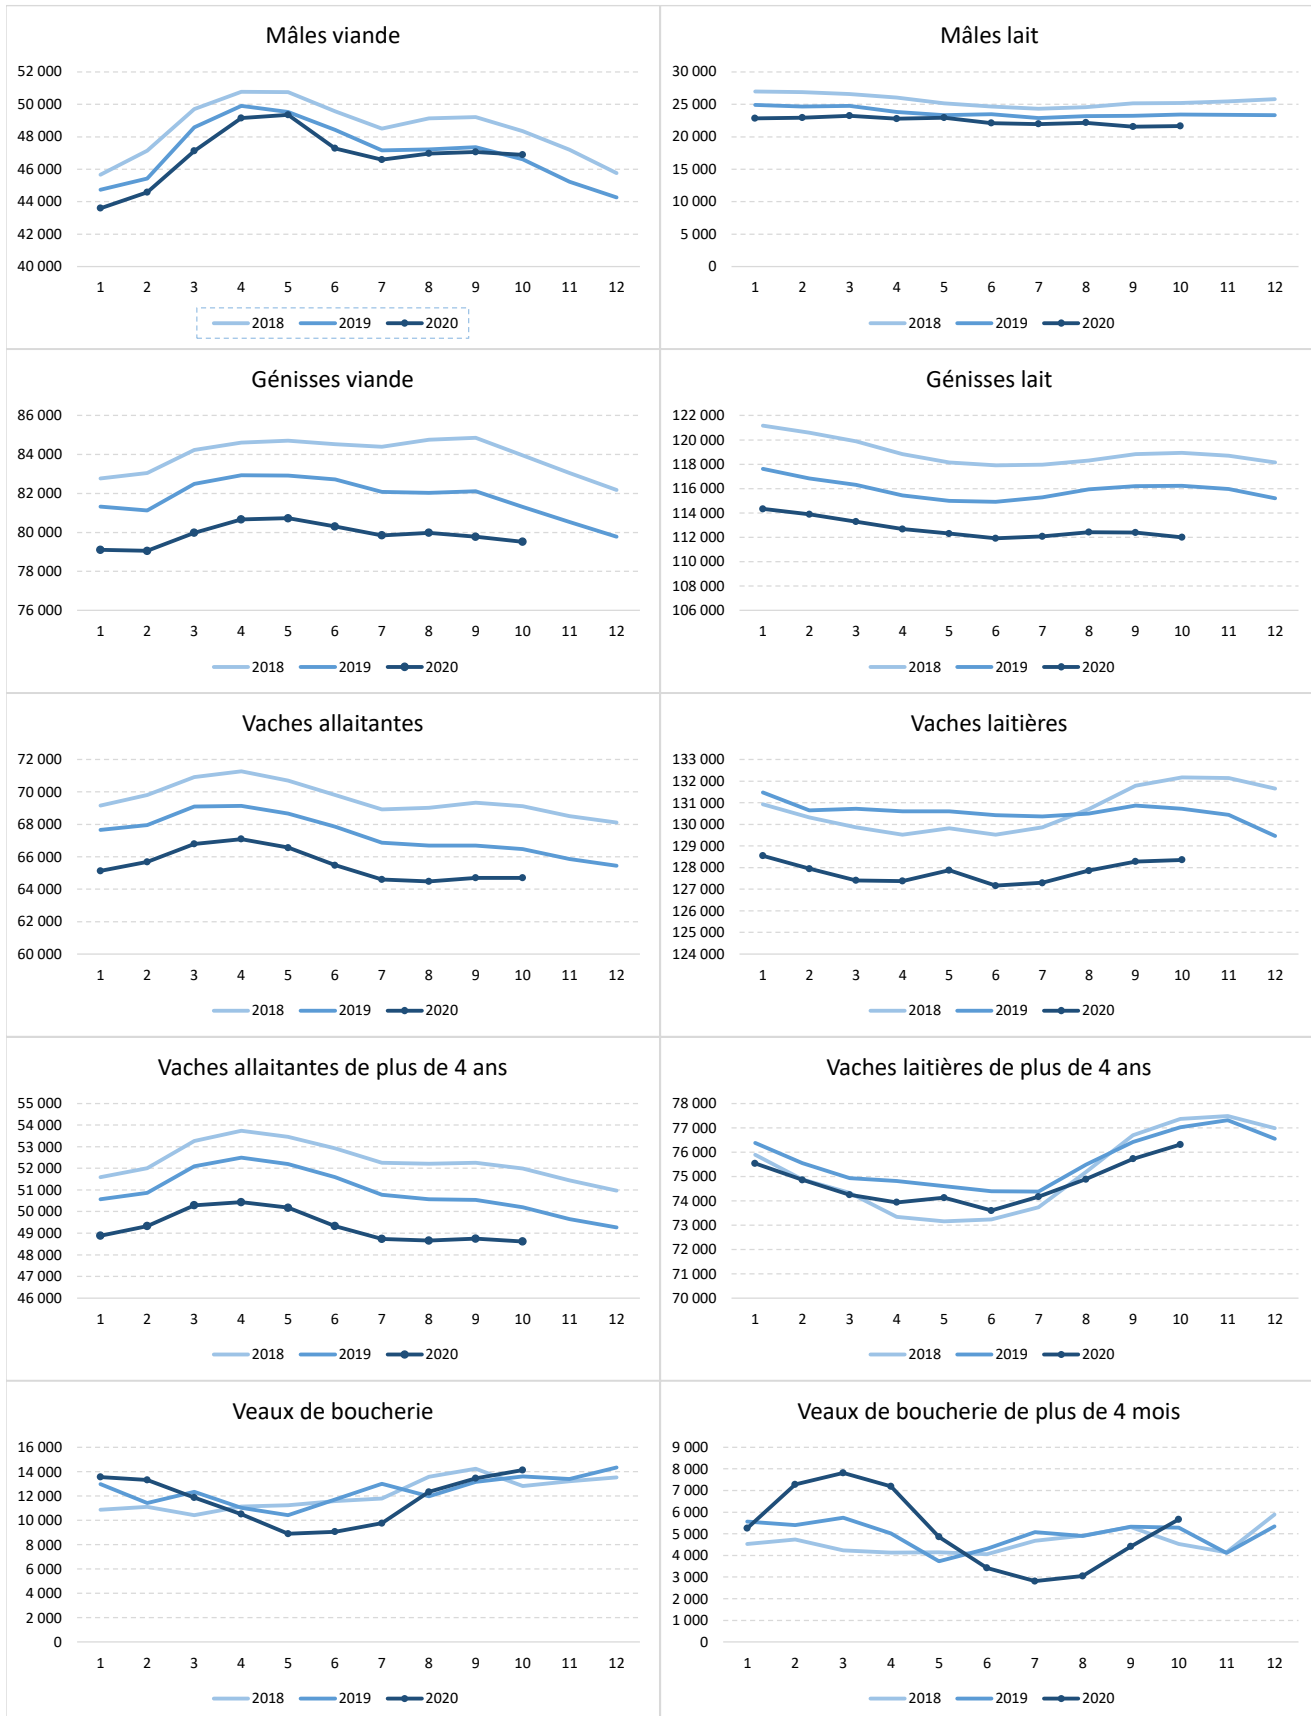 Mâles viande
52 000
50 000
48 000
46 000
44 000
42 000
40 000
1 2 3 4 5 6 7 8 9 10 11 12
2018 2019 2020
Mâles lait
30 000
25 000
20 000
15 000
10 000
5 000
0
1 2 3 4 5 6 7 8 9 10 11 12
2018 2019 2020
Génisses viande
86 000
84 000
82 000
80 000
78 000
76 000
1 2 3 4 5 6 7 8 9 10 11 12
2018 2019 2020
Génisses lait
122 000
120 000
118 000
116 000
114 000
112 000
110 000
108 000
106 000
1 2 3 4 5 6 7 8 9 10 11 12
2018 2019 2020
Vaches allaitantes
72 000
70 000
68 000
66 000
64 000
62 000
60 000
1 2 3 4 5 6 7 8 9 10 11 12
2018 2019 2020
Vaches laitières
133 000
132 000
131 000
130 000
129 000
128 000
127 000
126 000
125 000
124 000
1 2 3 4 5 6 7 8 9 10 11 12
2018 2019 2020
Vaches allaitantes de plus de 4 ans
55 000
54 000
53 000
52 000
51 000
50 000
49 000
48 000
47 000
46 000
1 2 3 4 5 6 7 8 9 10 11 12
2018 2019 2020
Vaches laitières de plus de 4 ans
78 000
77 000
76 000
75 000
74 000
73 000
72 000
71 000
70 000
1 2 3 4 5 6 7 8 9 10 11 12
2018 2019 2020
Veaux de boucherie
16 000
14 000
12 000
10 000
8 000
6 000
4 000
2 000
0
1 2 3 4 5 6 7 8 9 10 11 12
2018 2019 2020
Veaux de boucherie de plus de 4 mois
9 000
8 000
7 000
6 000
5 000
4 000
3 000
2 000
1 000
0
1 2 3 4 5 6 7 8 9 10 11 12
2018 2019 2020